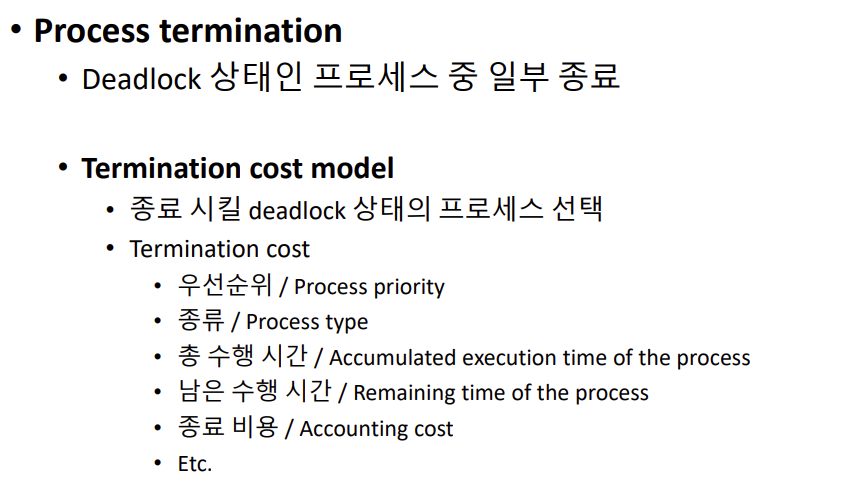 • Process termination
• Deadlock 상태인 프로세스 중 일부 종료
• Termination cost model
• 종료 시킬 deadlock 상태의 프로세스 선택
• Termination cost
• 우선순위 / Process priority
• 종류 / Process type
• 총 수행 시간 / Accumulated execution time of the process
• 남은 수행 시간 / Remaining time of the process
• 종료 비용 / Accounting cost
• Etc.